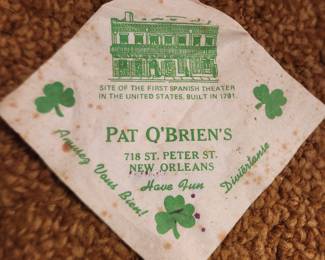 SITE OF THE FIRST SPANISH THEATER
IN THE UNITED STATES, BUILT IN 1791.
PAT O'BRIEN'S
718 ST. PETER ST.
NEW ORLEANS
Amusez Vous Bien!
Have Fun
Diviertanse